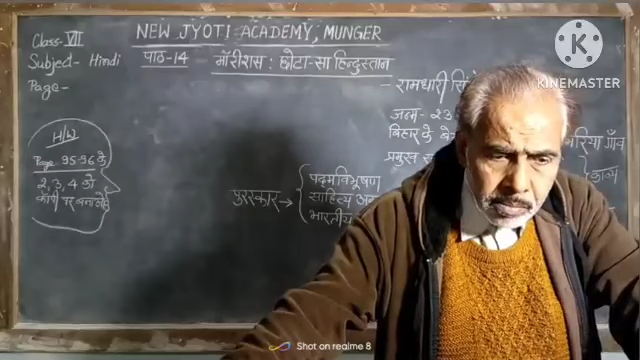 NEW JYOTI ACADEMY, MUNGER
Class- VII
Subject- Hindi
Page-
पाठ-14
मॉरीशस : छोटा-सा हिन्दुस्तान
- रामधारी सिं
जन्म- 23
बिहार के
रिया गाँव
प्रमुख
काव्य
पुरस्कार →
पद्मविभूषण
साहित्य अ
भारतीय
H/W
Page 95-96 के
2, 3, 4 को
कॉपी पर बनाओ।
KINEMASTER
Shot on realme 8